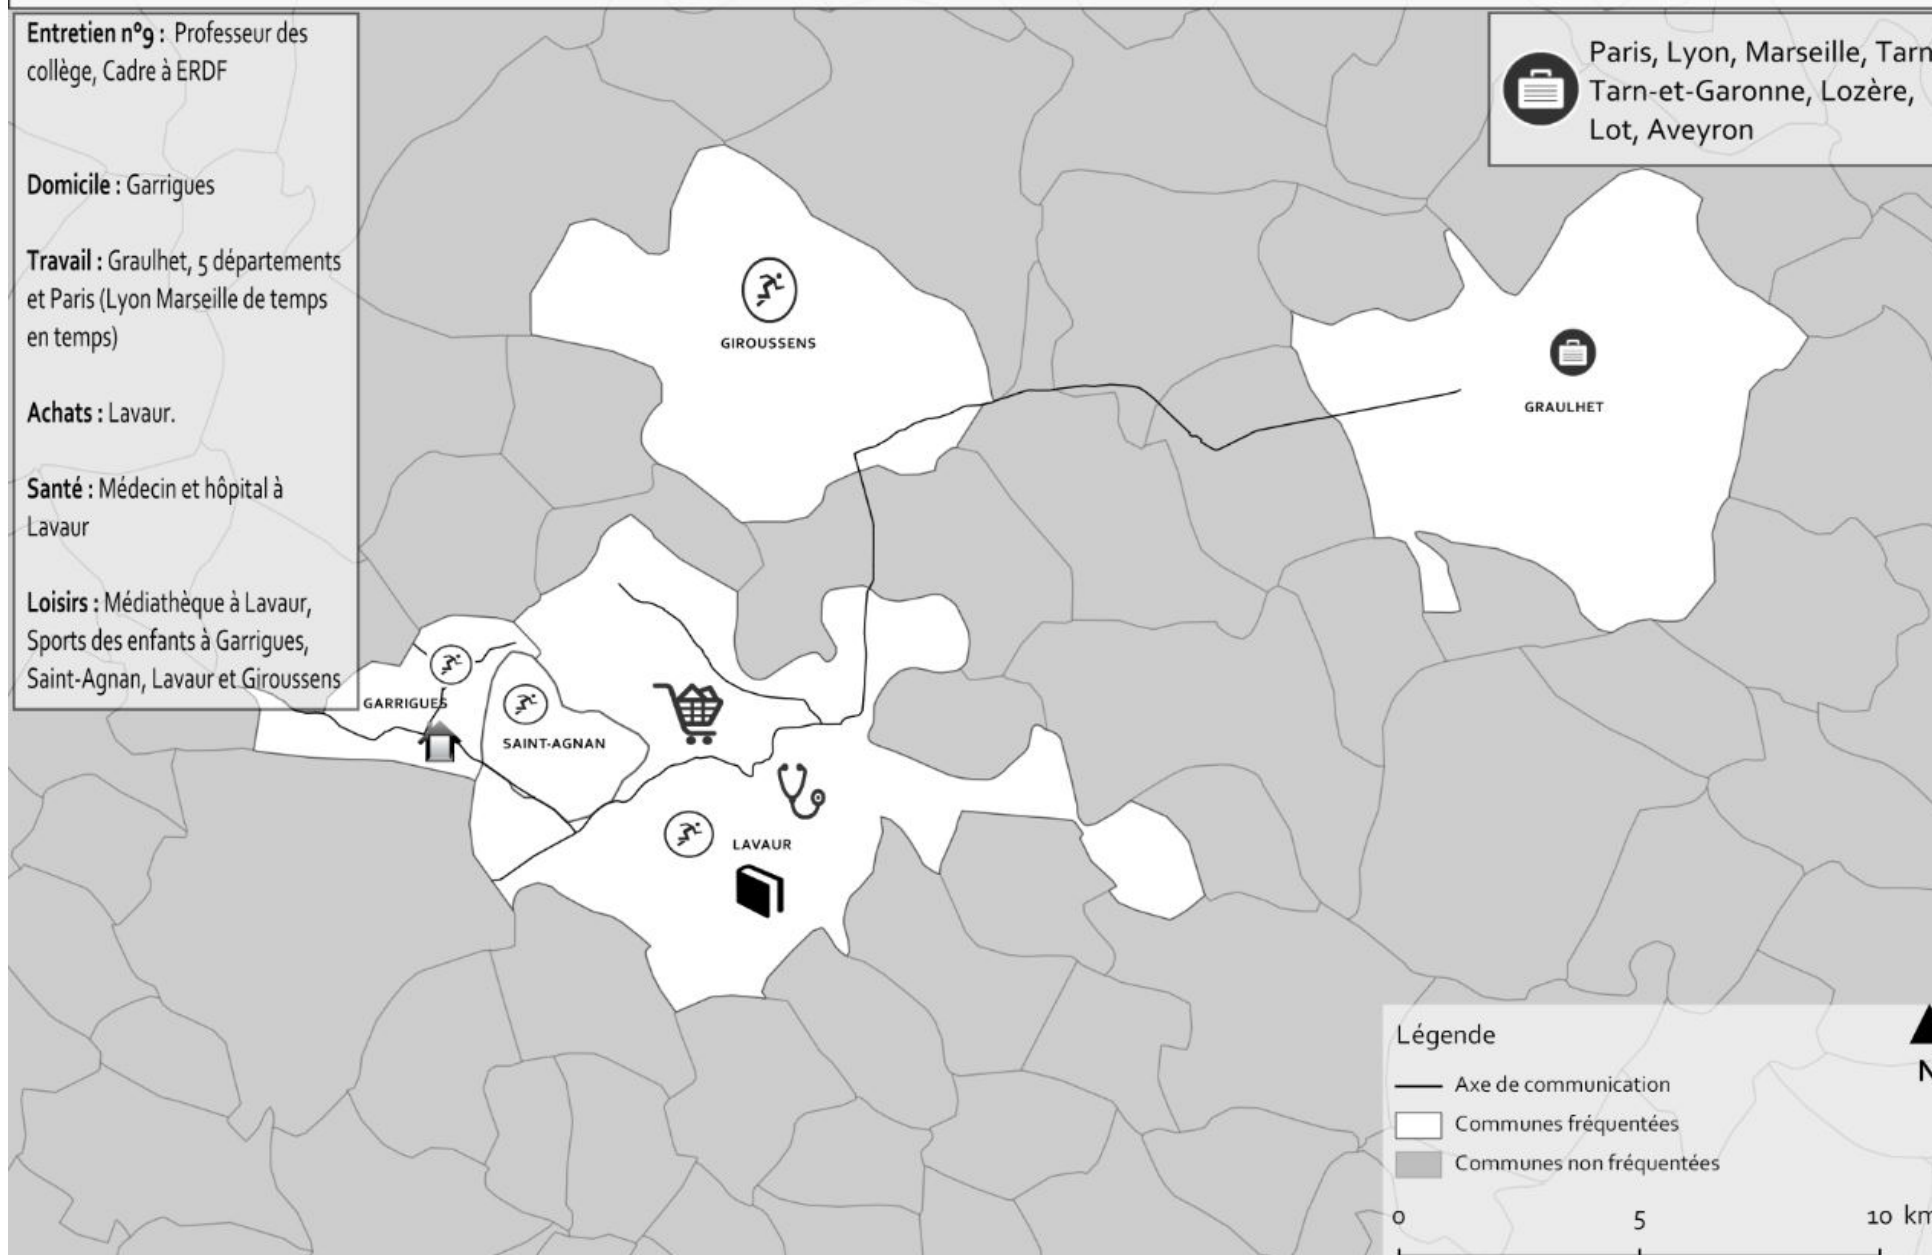 Entretien n°9 : Professeur des
collège, Cadre à ERDF
Domicile : Garrigues
Travail : Graulhet, 5 départements
et Paris (Lyon Marseille de temps
en temps)
Achats : Lavaur.
Santé : Médecin et hôpital à
Lavaur
Loisirs : Médiathèque à Lavaur,
Sports des enfants à Garrigues,
Saint-Agnan, Lavaur et Giroussens
Paris, Lyon, Marseille, Tarn
Tarn-et-Garonne, Lozère,
Lot, Aveyron
GIROUSSENS
GRAULHET
GARRIGUES
SAINT-AGNAN
LAVAUR
Légende
N
Axe de communication
Communes fréquentées
Communes non fréquentées
0 5 10 km